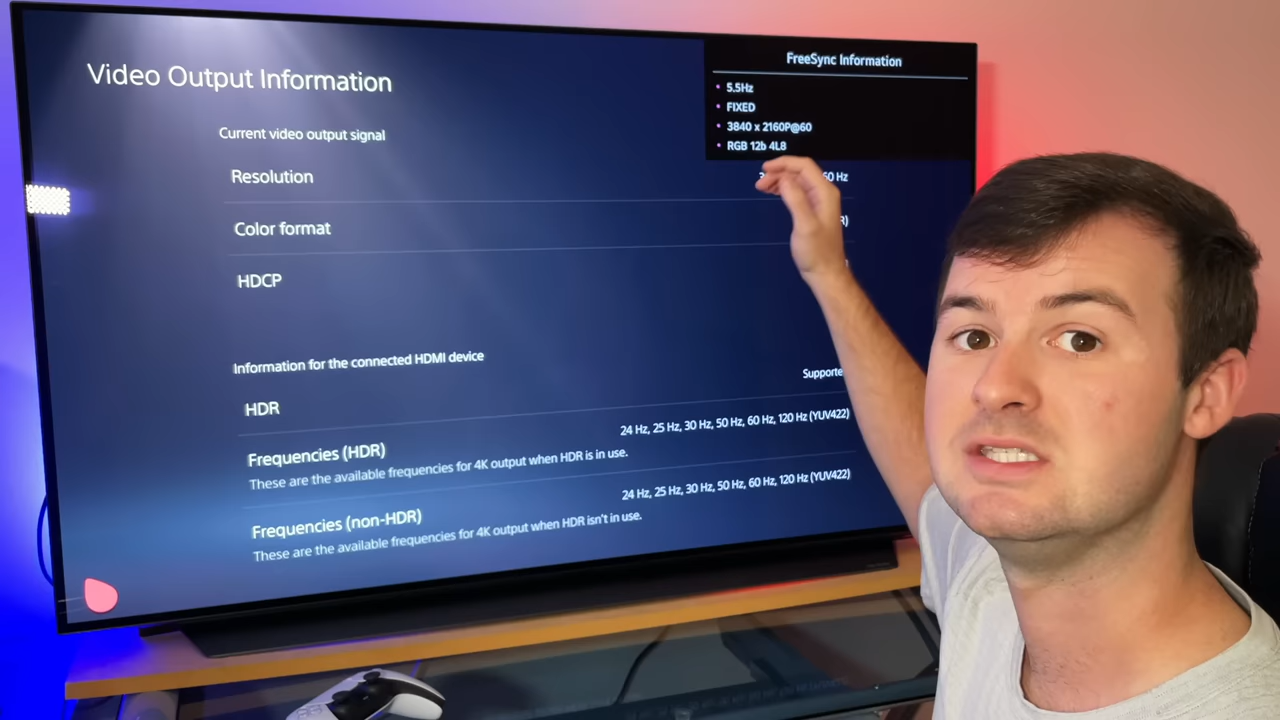 Video Output Information
FreeSync Information
5.5Hz
FIXED
3840 x 2160P@60
RGB 12b 4L8
Current video output signal
Resolution
60 Hz
Color format
HDCP
Information for the connected HDMI device
HDR
Supporte
Frequencies (HDR)
24 Hz, 25 Hz, 30 Hz, 50 Hz, 60 Hz, 120 Hz (YUV422)
These are the available frequencies for 4K output when HDR is in use.
Frequencies (non-HDR)
24 Hz, 25 Hz, 30 Hz, 50 Hz, 60 Hz, 120 Hz (YUV422)
These are the available frequencies for 4K output when HDR isn't in use.